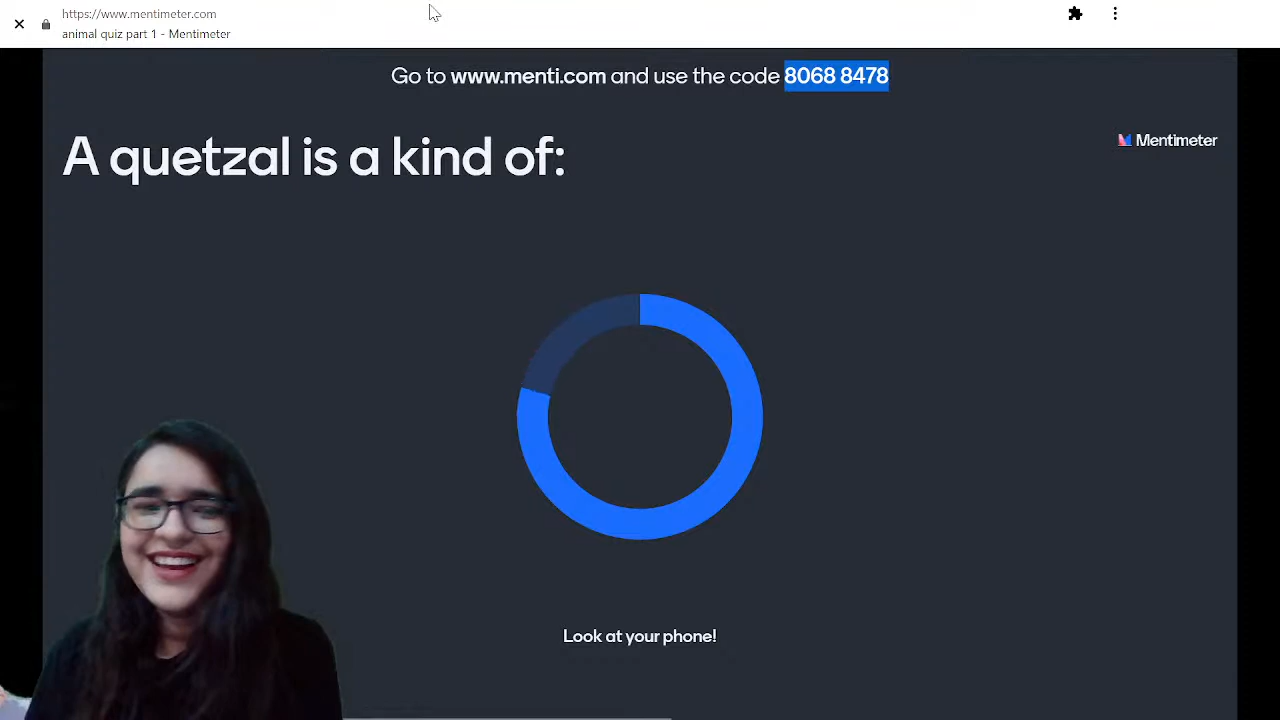 https://www.mentimeter.com
animal quiz part 1 - Mentimeter
Go to www.menti.com and use the code 8068 8478
A quetzal is a kind of:
Mentimeter
Look at your phone!